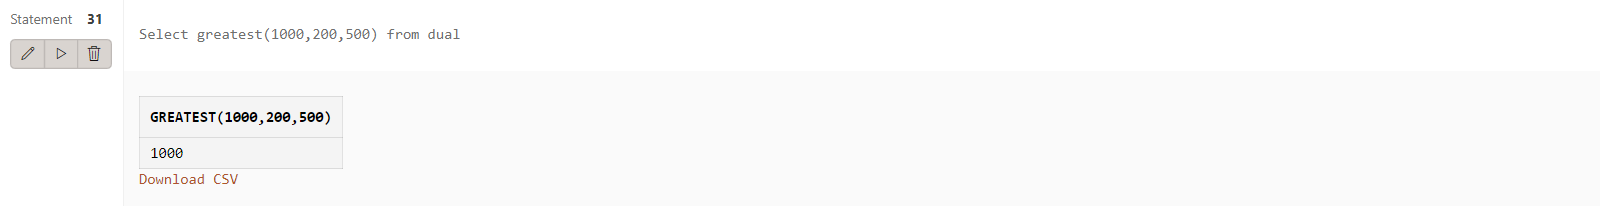 Statement 31
Select greatest(1000,200,500) from dual
GREATEST(1000,200,500)
1000
Download CSV